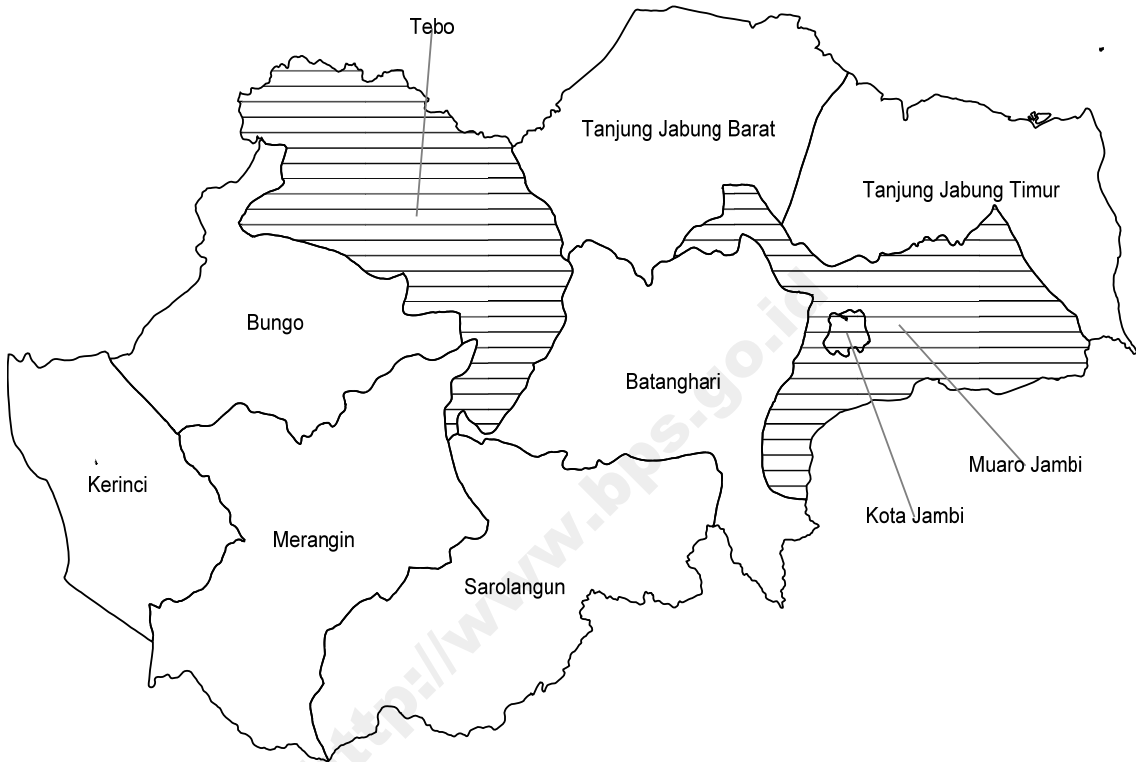 Tebo
Tanjung Jabung Barat
Tanjung Jabung Timur
Bungo
Batanghari
Muaro Jambi
Kerinci
Kota Jambi
Merangin
Sarolangun
http://www.bps.go.id